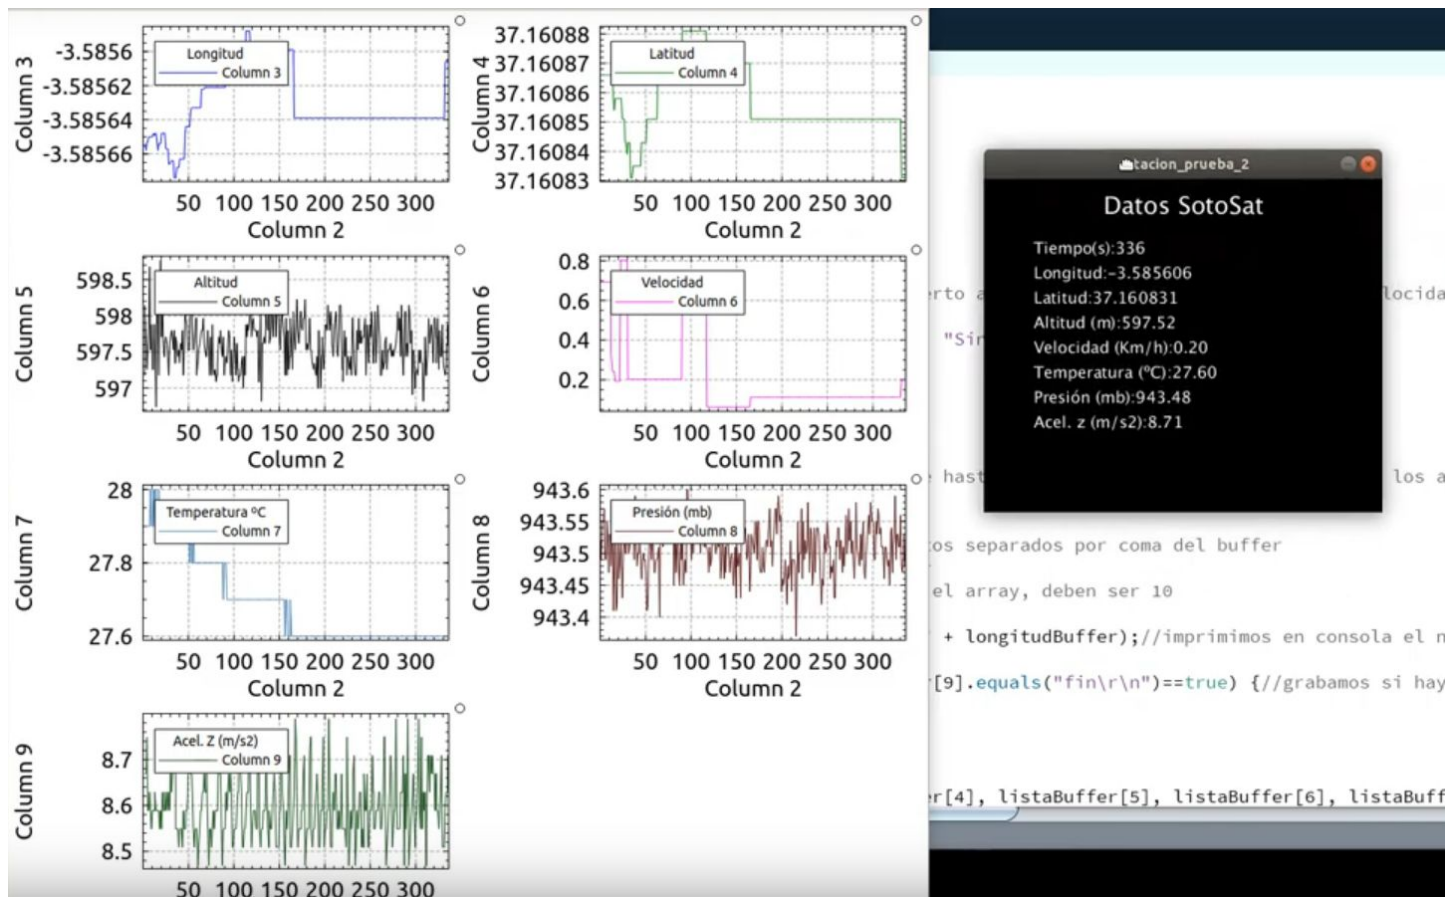 Column 3
-3.5856
-3.58562
-3.58564
-3.58566
Longitud
Column 3
50 100 150 200 250 300
Column 2
Column 4
37.16088
37.16087
37.16086
37.16085
37.16084
37.16083
Latitud
Column 4
50 100 150 200 250 300
Column 2
Column 5
598.5
598
597.5
597
Altitud
Column 5
50 100 150 200 250 300
Column 2
Column 6
0.8
0.6
0.4
0.2
Velocidad
Column 6
50 100 150 200 250 300
Column 2
Column 7
28
27.8
27.6
Temperatura ºC
Column 7
50 100 150 200 250 300
Column 2
Column 8
943.6
943.55
943.5
943.45
943.4
Presión (mb)
Column 8
50 100 150 200 250 300
Column 2
Column 9
8.7
8.6
8.5
Acel. Z (m/s2)
Column 9
50 100 150 200 250 300
tacion_prueba_2
Datos SotoSat
Tiempo(s):336
Longitud:-3.585606
Latitud:37.160831
Altitud (m):597.52
Velocidad (Km/h):0.20
Temperatura (ºC):27.60
Presión (mb):943.48
Acel. z (m/s2):8.71
erto a
locida
"Sin
e hast
los a
os separados por coma del buffer
el array, deben ser 10
+ longitudBuffer);//imprimimos en consola el n
r[9].equals("fin\r\n")==true) {//grabamos si hay
er[4], listaBuffer[5], listaBuffer[6], listaBuff